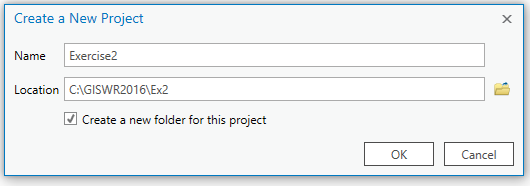 Create a New Project
Name Exercise2
Location C:\GISWR2016\Ex2
Create a new folder for this project
OK Cancel